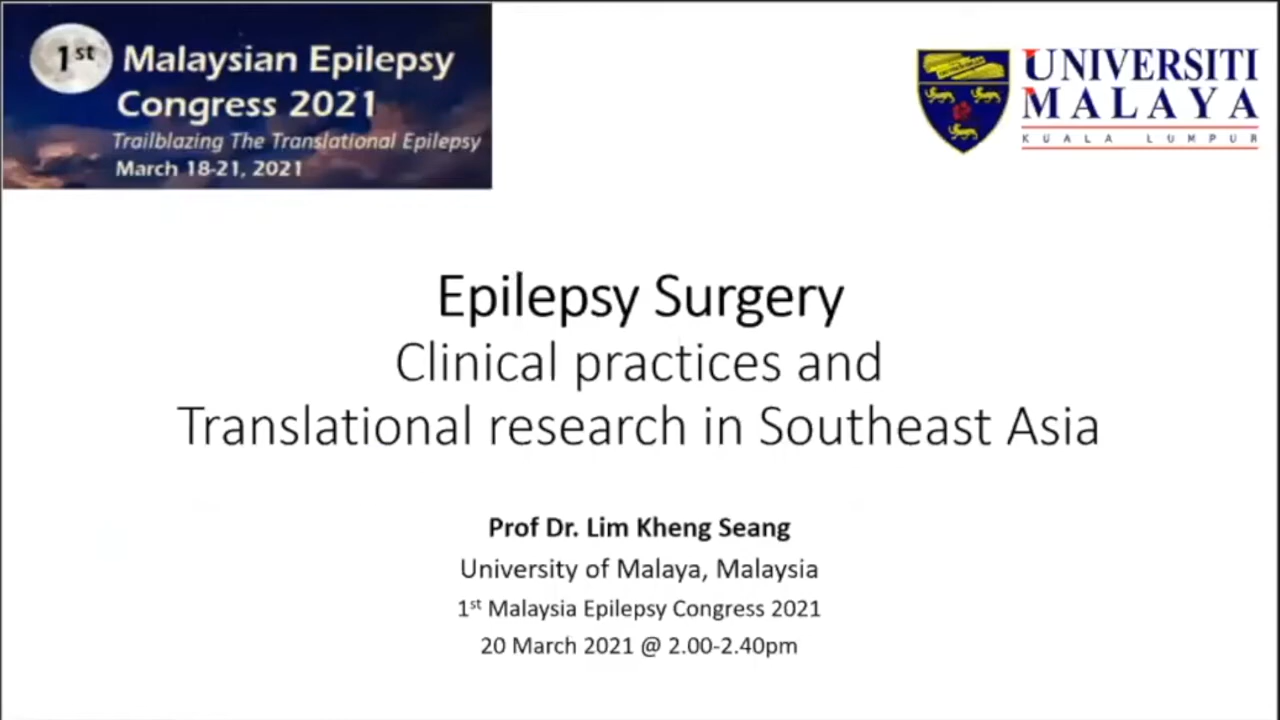 1st Malaysian Epilepsy
Congress 2021
Trailblazing The Translational Epilepsy
March 18-21, 2021
UNIVERSITI
MALAYA
KUALA LUMPUR
Epilepsy Surgery
Clinical practices and
Translational research in Southeast Asia
Prof Dr. Lim Kheng Seang
University of Malaya, Malaysia
1st Malaysia Epilepsy Congress 2021
20 March 2021 @ 2.00-2.40pm